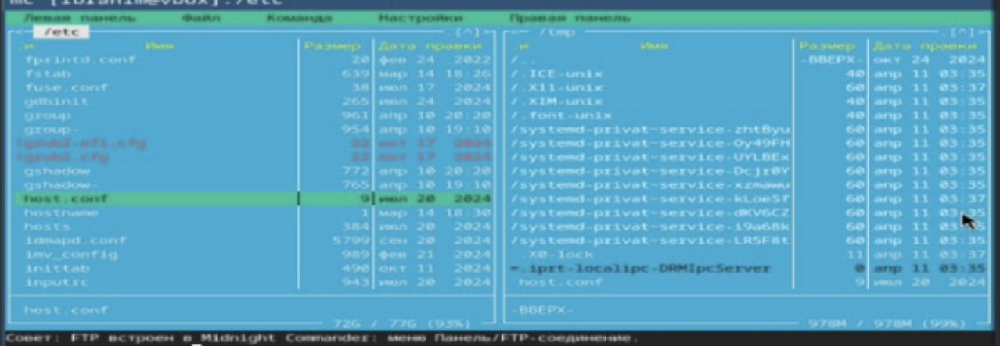 mc [ibrahim@vbox]:/etc
Левая панель Файл Команда Настройки Правая панель
<— /etc .[^]> <— /tmp .[^]>
.и Имя Размер Дата правки .и Имя Размер Дата правки
fprintd.conf 20 фев 24 2022 /.. -ВВЕРХ- окт 24 2024
fstab 639 мар 14 18:26 /.ICE-unix 40 апр 11 03:35
fuse.conf 38 июл 17 2024 /.X11-unix 60 апр 11 03:37
gdbinit 265 июл 24 2024 /.XIM-unix 40 апр 11 03:35
group 961 апр 10 20:20 /.font-unix 40 апр 11 03:35
group- 954 апр 10 19:10 /systemd-privat~service-zhtByu 60 апр 11 03:35
!grub2-efi.cfg 22 окт 17 2024 /systemd-privat~service-Oy49FH 60 апр 11 03:35
!grub2.cfg 22 окт 17 2024 /systemd-privat~service-UYLBEx 60 апр 11 03:35
gshadow 772 апр 10 20:20 /systemd-privat~service-Dcjr0Y 60 апр 11 03:35
gshadow- 765 апр 10 19:10 /systemd-privat~service-xzmawu 60 апр 11 03:35
host.conf 9 июл 20 2024 /systemd-privat~service-kLoeSf 60 апр 11 03:37
hostname 1 мар 14 18:30 /systemd-privat~service-dKV6CZ 60 апр 11 03:35
hosts 384 июл 20 2024 /systemd-privat~service-i9a68k 60 апр 11 03:35
idmapd.conf 5799 сен 20 2024 /systemd-privat~service-LR5F8t 60 апр 11 03:35
imv_config 989 фев 21 2024 .X0-lock 11 апр 11 03:37
inittab 490 окт 11 2024 =.iprt-localipc-DRMIpcServer 0 апр 11 03:35
inputrc 943 июл 20 2024 host.conf 9 июл 20 2024
host.conf -ВВЕРХ-
72G / 77G (93%) 978M / 978M (99%)
Совет: FTP встроен в Midnight Commander: меню Панель/FTP-соединение.